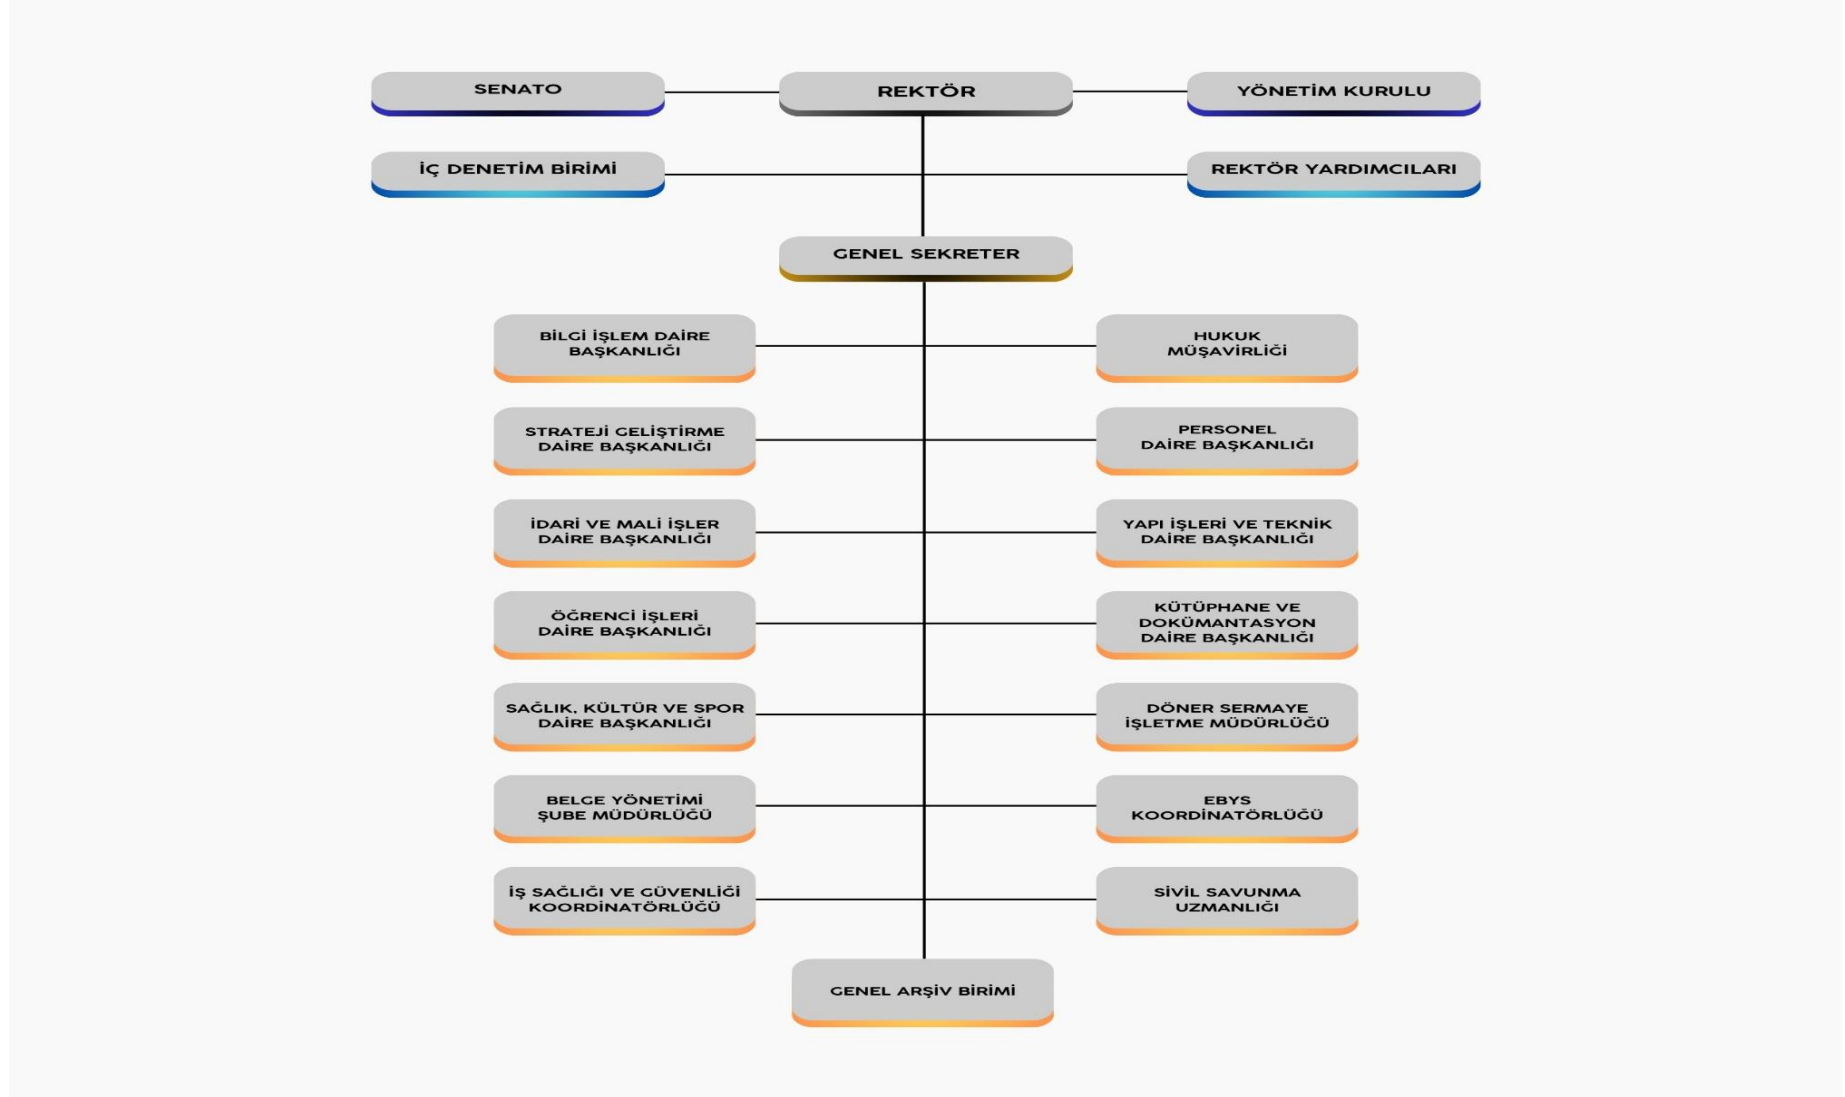 SENATO
REKTÖR
YÖNETİM KURULU
İÇ DENETİM BİRİMİ
REKTÖR YARDIMCILARI
GENEL SEKRETER
BİLGİ İŞLEM DAİRE
BAŞKANLIĞI
HUKUK
MÜŞAVİRLİĞİ
STRATEJİ GELİŞTİRME
DAİRE BAŞKANLIĞI
PERSONEL
DAİRE BAŞKANLIĞI
İDARİ VE MALİ İŞLER
DAİRE BAŞKANLIĞI
YAPI İŞLERİ VE TEKNİK
DAİRE BAŞKANLIĞI
ÖĞRENCİ İŞLERİ
DAİRE BAŞKANLIĞI
KÜTÜPHANE VE
DOKÜMANTASYON
DAİRE BAŞKANLIĞI
SAĞLIK, KÜLTÜR VE SPOR
DAİRE BAŞKANLIĞI
DÖNER SERMAYE
İŞLETME MÜDÜRLÜĞÜ
BELGE YÖNETİMİ
ŞUBE MÜDÜRLÜĞÜ
EBYS
KOORDİNATÖRLÜĞÜ
İŞ SAĞLIĞI VE GÜVENLİĞİ
KOORDİNATÖRLÜĞÜ
SİVİL SAVUNMA
UZMANLIĞI
GENEL ARŞİV BİRİMİ